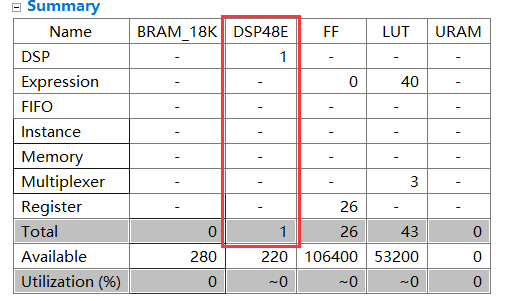 Summary
Name BRAM_18K DSP48E FF LUT URAM
DSP - 1 - - -
Expression - - 0 40 -
FIFO - - - - -
Instance - - - - -
Memory - - - - -
Multiplexer - - - 3 -
Register - - 26 - -
Total 0 1 26 43 0
Available 280 220 106400 53200 0
Utilization (%) 0 ~0 ~0 ~0 0